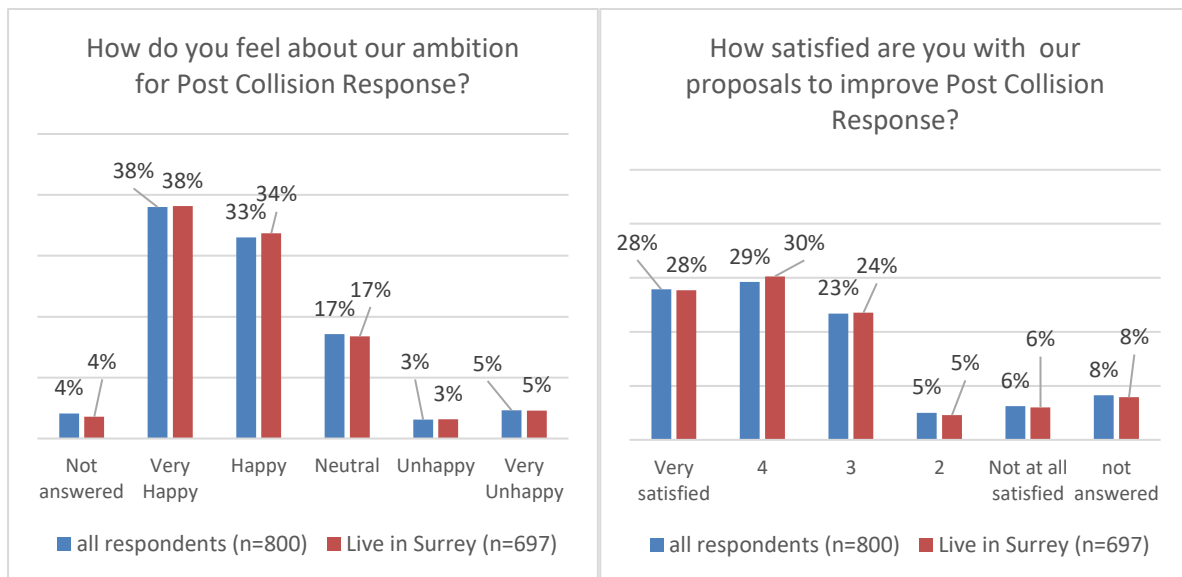 How do you feel about our ambition
for Post Collision Response?
38%
38%
33%
34%
17%
17%
4%
4%
3%
3%
5%
5%
Not
answered
Very
Happy
Happy
Neutral
Unhappy
Very
Unhappy
all respondents (n=800)
Live in Surrey (n=697)
How satisfied are you with our
proposals to improve Post Collision
Response?
28%
28%
29%
30%
23%
24%
5%
5%
6%
6%
8%
8%
Very
satisfied
4
3
2
Not at all
satisfied
not
answered
all respondents (n=800)
Live in Surrey (n=697)